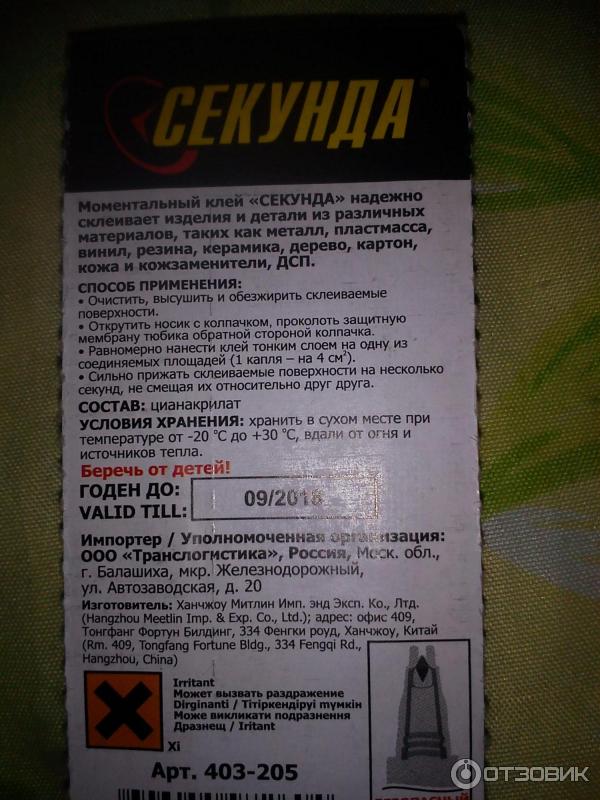 СЕКУНДА®
Моментальный клей «СЕКУНДА» надежно
склеивает изделия и детали из различных
материалов, таких как металл, пластмасса,
винил, резина, керамика, дерево, картон,
кожа и кожзаменители, ДСП.
СПОСОБ ПРИМЕНЕНИЯ:
• Очистить, высушить и обезжирить склеиваемые
поверхности.
• Открутить носик с колпачком, проколоть защитную
мембрану тюбика обратной стороной колпачка.
• Равномерно нанести клей тонким слоем на одну из
соединяемых площадей (1 капля – на 4 см²).
• Сильно прижать склеиваемые поверхности на несколько
секунд, не смещая их относительно друг друга.
СОСТАВ: цианакрилат
УСЛОВИЯ ХРАНЕНИЯ: хранить в сухом месте при
температуре от -20 °С до +30 °С, вдали от огня и
источников тепла.
Беречь от детей!
ГОДЕН ДО:
VALID TILL:
09/2018
Импортер / Уполномоченная организация:
ООО «Транслогистика», Россия, Моск. обл.,
г. Балашиха, мкр. Железнодорожный,
ул. Автозаводская, д. 20
Изготовитель: Ханчжоу Митлин Имп. энд Эксп. Ко., Лтд.
(Hangzhou Meetlin Imp. & Exp. Co., Ltd.); адрес: офис 409,
Тонгфанг Фортун Билдинг, 334 Фенгки роуд, Ханчжоу, Китай
(Rm. 409, Tongfang Fortune Bldg., 334 Fengqi Rd.,
Hangzhou, China)
Irritant
Может вызвать раздражение
Dirginanti / Тітіркендіруі мүмкін
Може викликати подразнення
Дразнещ / Iritant
Xi
Арт. 403-205
БЕЗОПАСНЫЙ
ОТЗОВИК